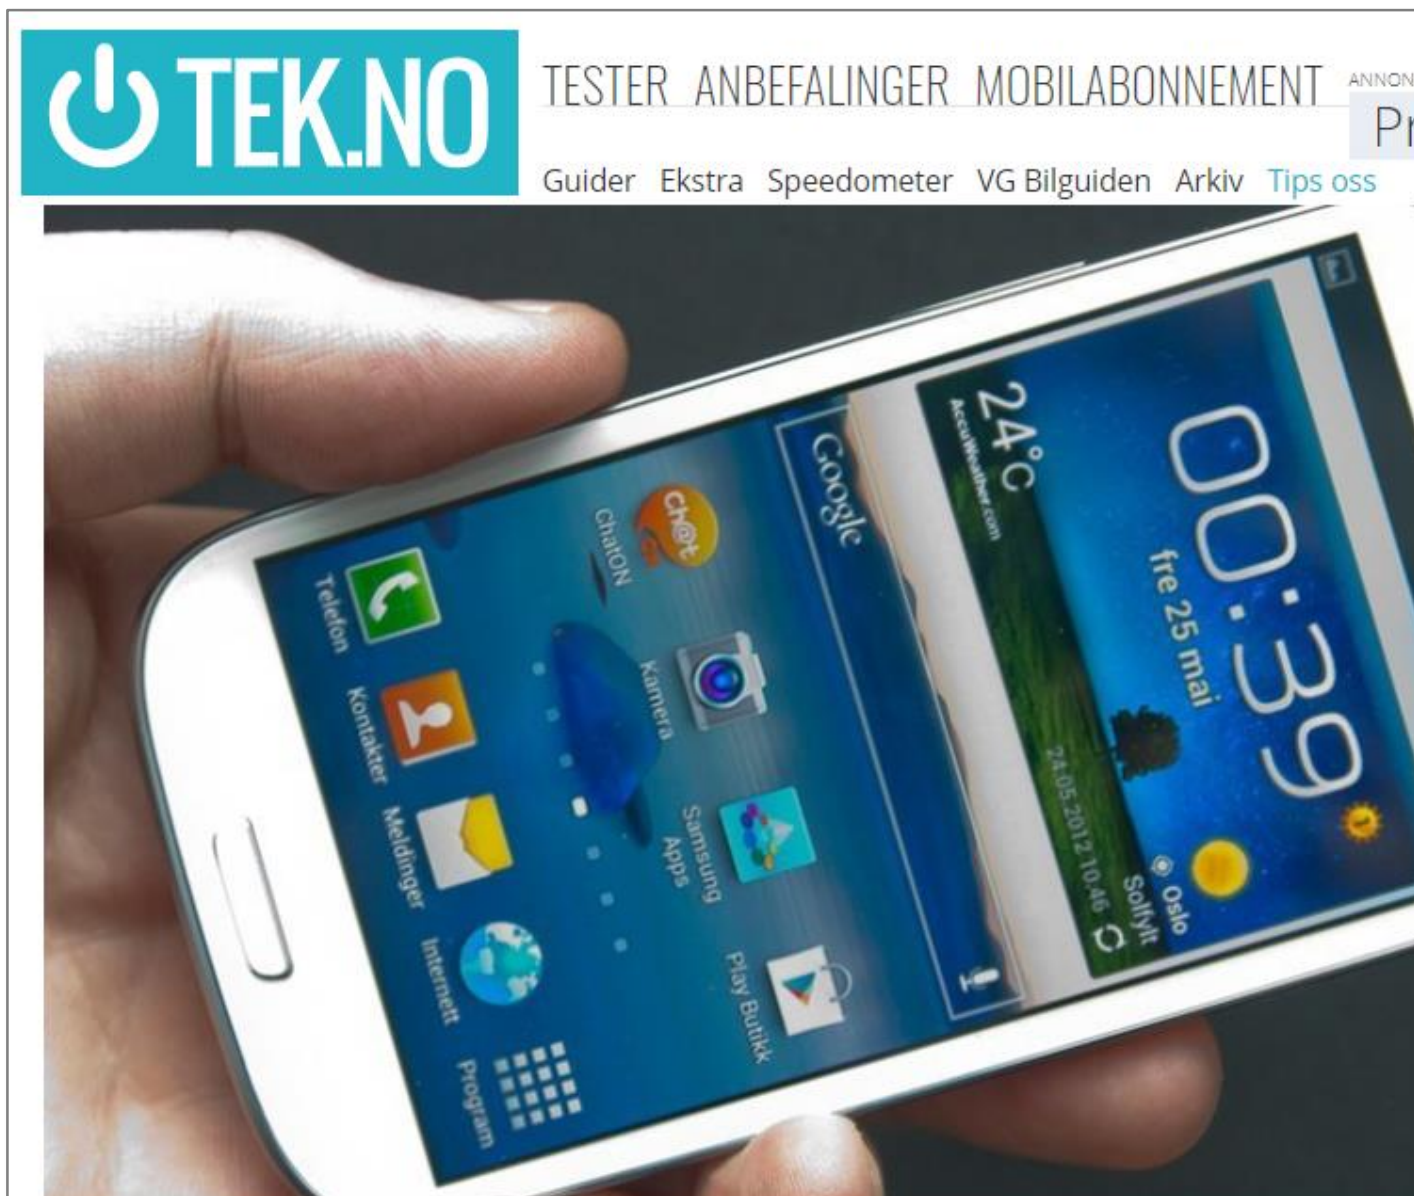 TEK.NO
TESTER ANBEFALINGER MOBILABONNEMENT
ANNON
Pr
Guider Ekstra Speedometer VG Bilguiden Arkiv Tips oss
00:39
fre 25 mai
Oslo
Solfylt
24°C
AccuWeather.com
24.05.2012 10:46
Google
ch@t
ChatON
Kamera
Samsung
Apps
Play Butikk
Telefon
Kontakter
Meldinger
Internett
Program